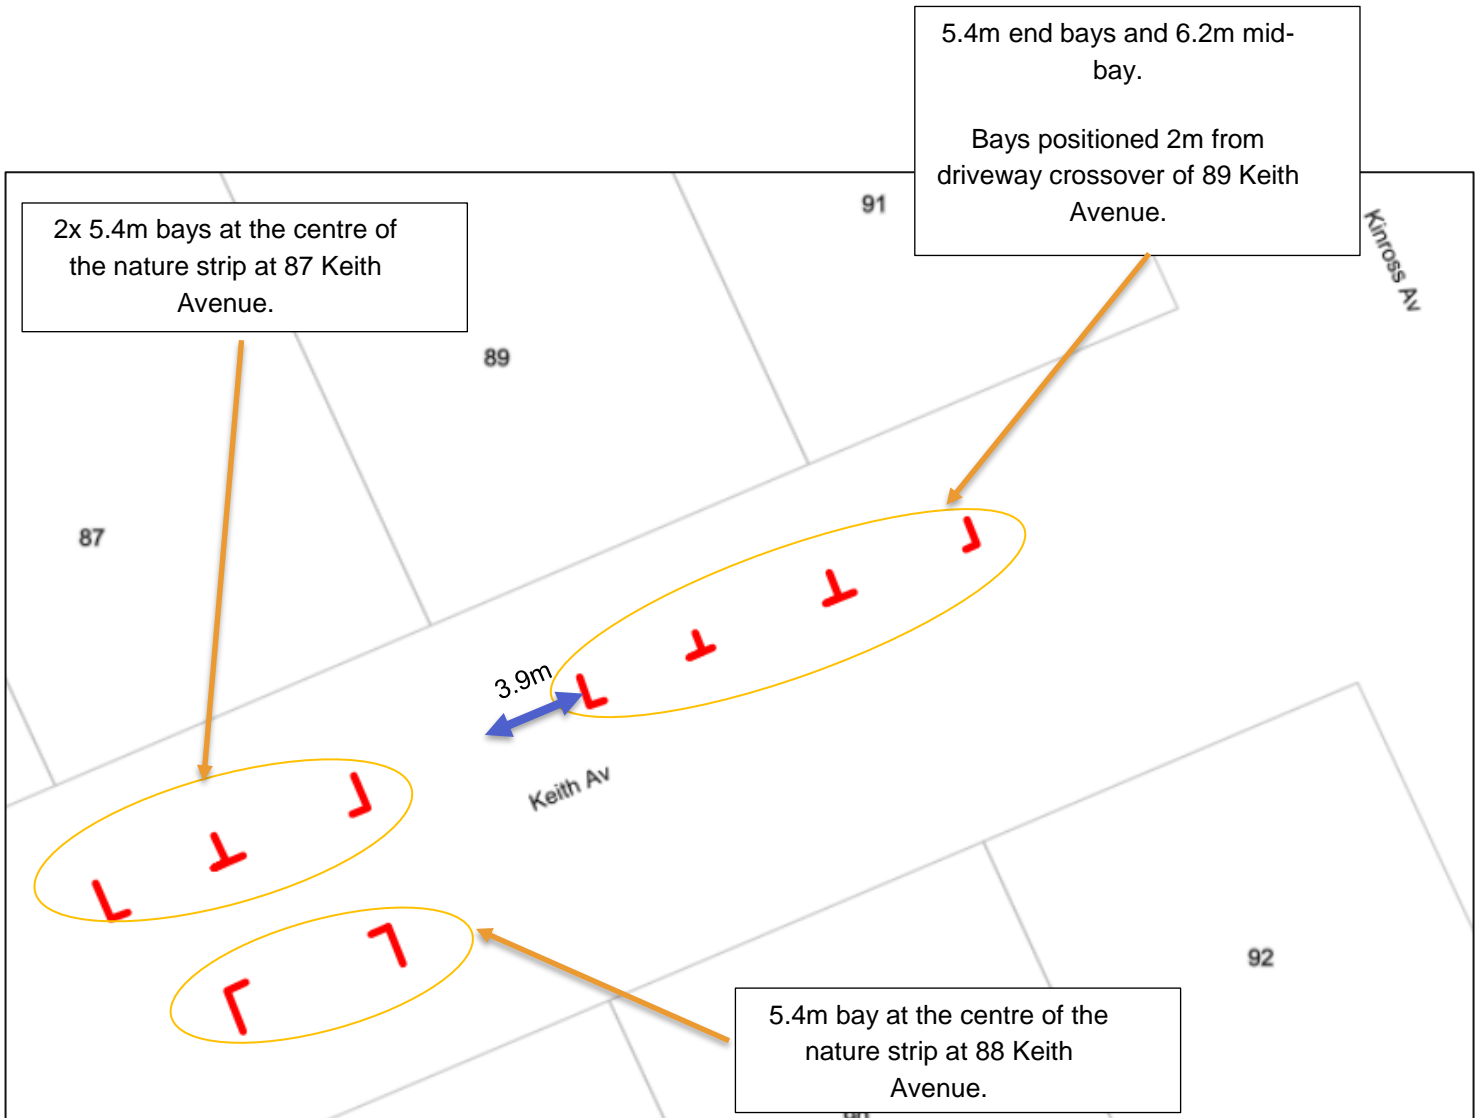 5.4m end bays and 6.2m mid-
bay.
Bays positioned 2m from
driveway crossover of 89 Keith
Avenue.
91
Kinross Av
2x 5.4m bays at the centre of
the nature strip at 87 Keith
Avenue.
89
87
3.9m
Keith Av
92
5.4m bay at the centre of the
nature strip at 88 Keith
Avenue.